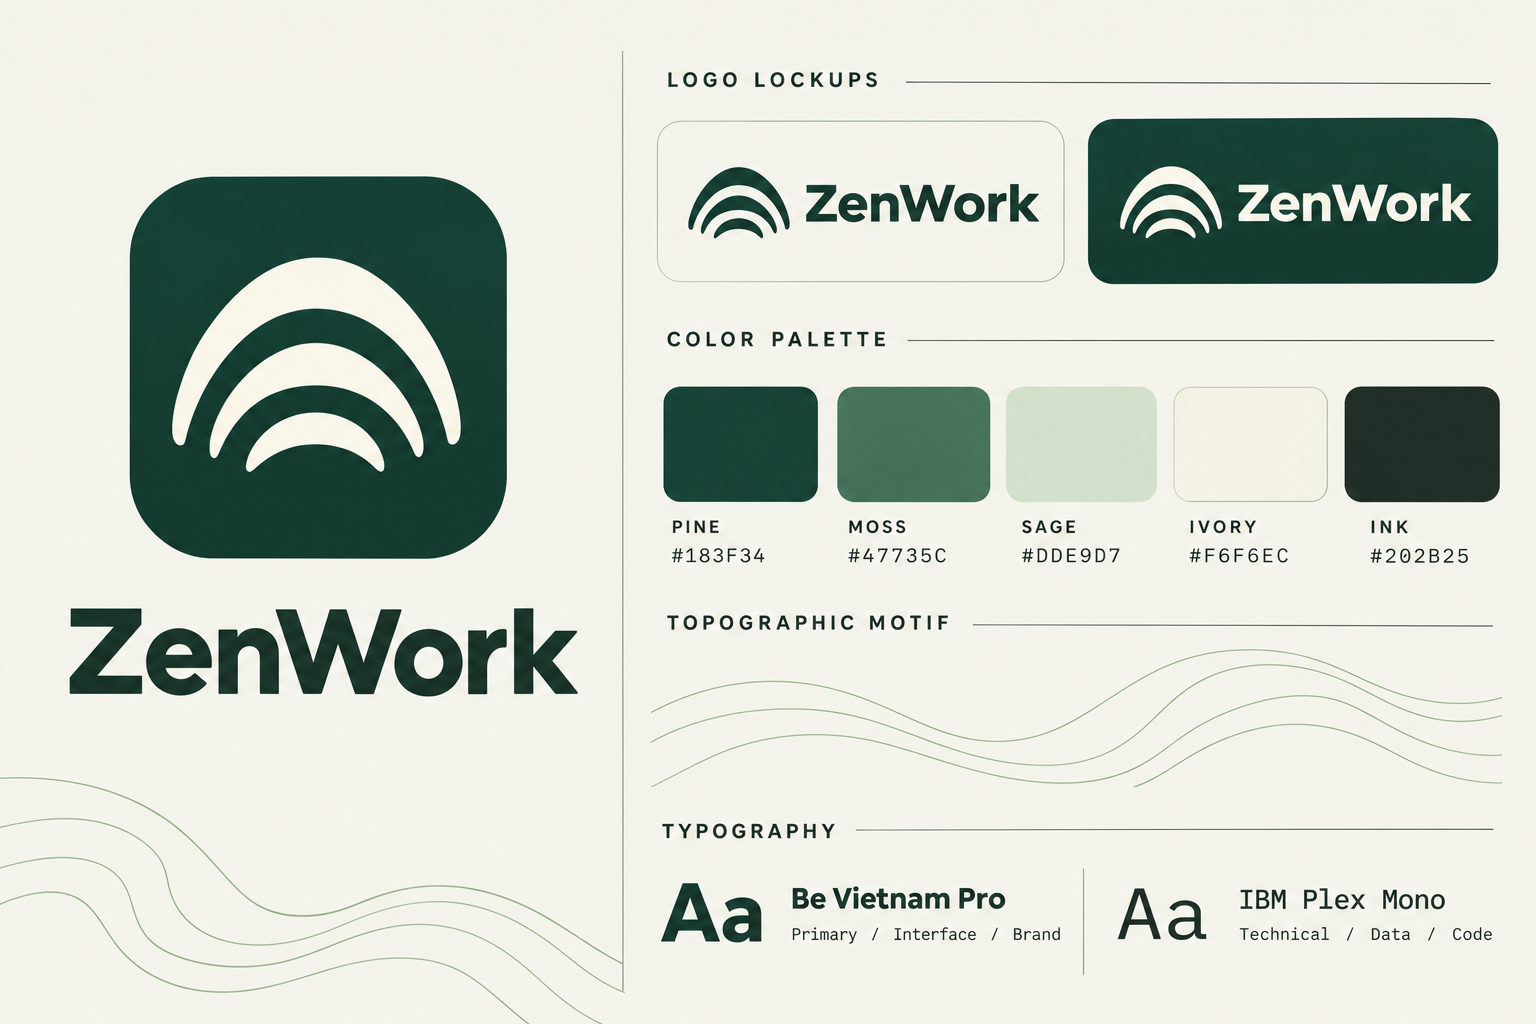 ZenWork
LOGO LOCKUPS
ZenWork
ZenWork
COLOR PALETTE
PINE
#183F34
MOSS
#47735C
SAGE
#DDE9D7
IVORY
#F6F6EC
INK
#202B25
TOPOGRAPHIC MOTIF
TYPOGRAPHY
Aa
Be Vietnam Pro
Primary / Interface / Brand
Aa
IBM Plex Mono
Technical / Data / Code